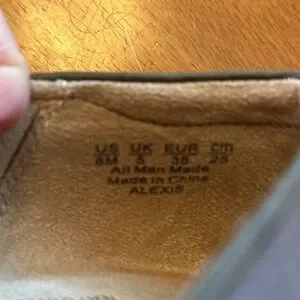 US UK EUR cm
8M 5 38 25
All Man Made
Made in China
ALEXIS